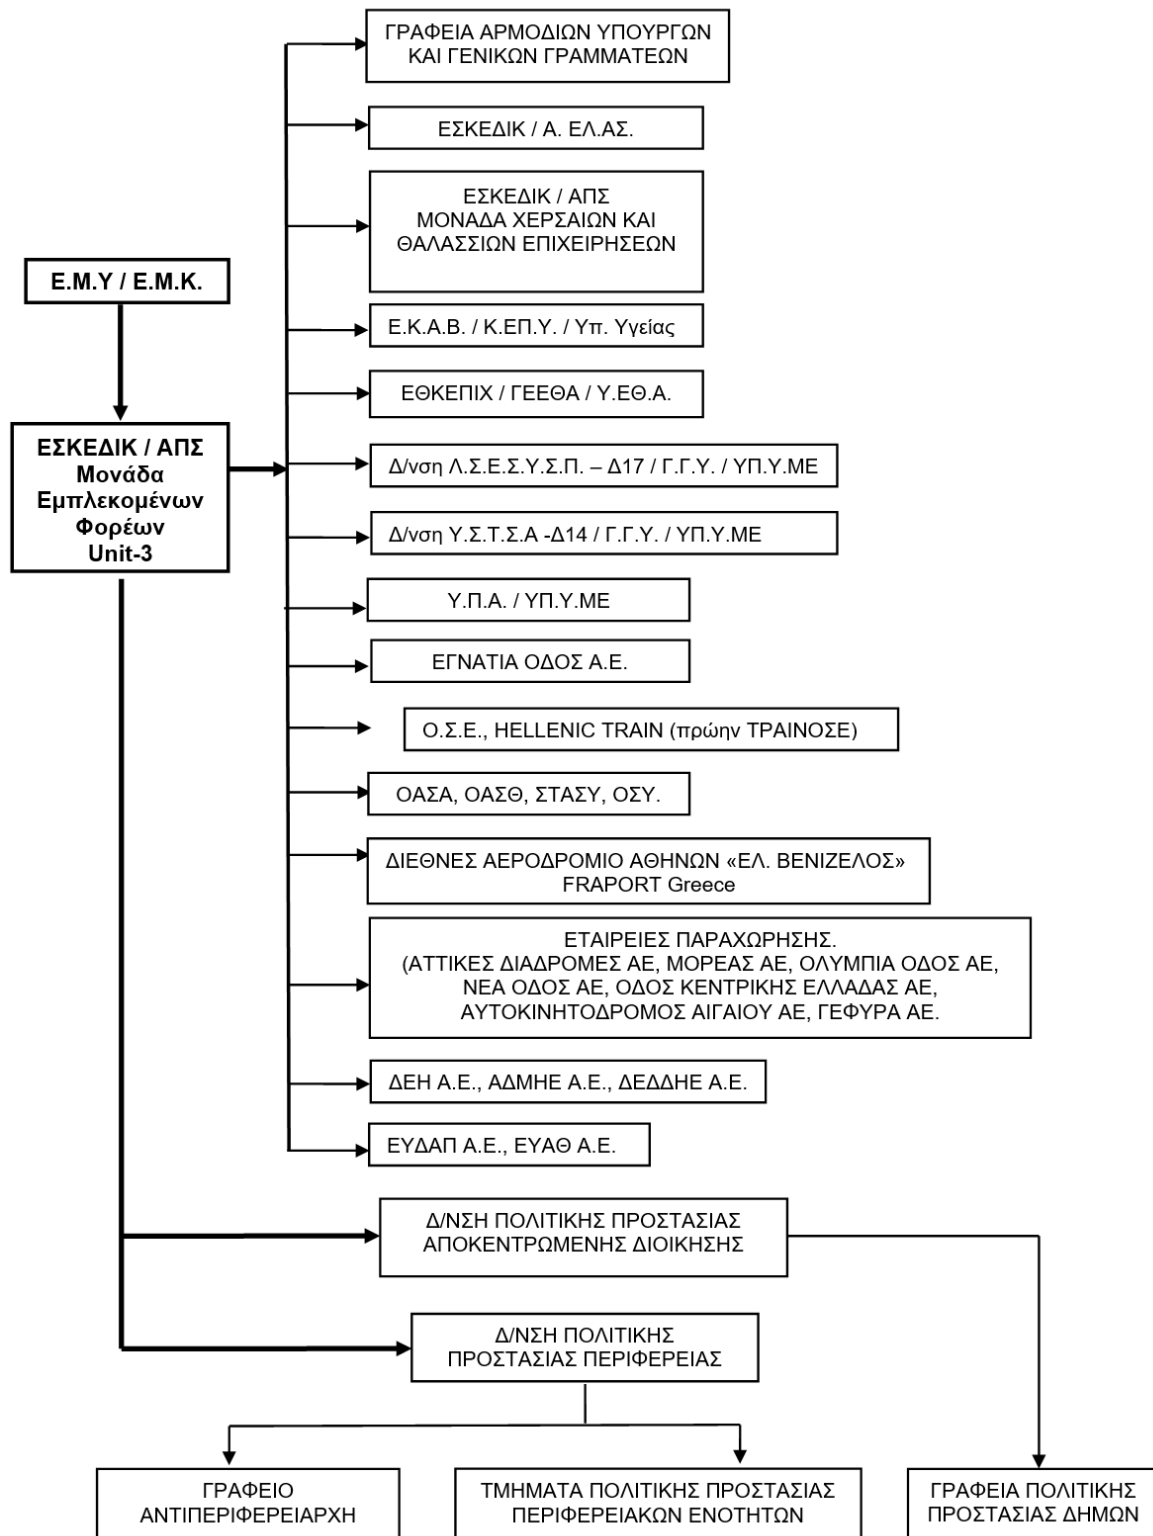 ΓΡΑΦΕΙΑ ΑΡΜΟΔΙΩΝ ΥΠΟΥΡΓΩΝ
ΚΑΙ ΓΕΝΙΚΩΝ ΓΡΑΜΜΑΤΕΩΝ
ΕΣΚΕΔΙΚ / Α. ΕΛ.ΑΣ.
ΕΣΚΕΔΙΚ / ΑΠΣ
ΜΟΝΑΔΑ ΧΕΡΣΑΙΩΝ ΚΑΙ
ΘΑΛΑΣΣΙΩΝ ΕΠΙΧΕΙΡΗΣΕΩΝ
Ε.Μ.Υ / Ε.Μ.Κ.
Ε.Κ.Α.Β. / Κ.ΕΠ.Υ. / Υπ. Υγείας
ΕΘΚΕΠΙΧ / ΓΕΕΘΑ / Υ.ΕΘ.Α.
ΕΣΚΕΔΙΚ / ΑΠΣ
Μονάδα
Εμπλεκομένων
Φορέων
Unit-3
Δ/νση Λ.Σ.Ε.Σ.Υ.Σ.Π. – Δ17 / Γ.Γ.Υ. / ΥΠ.Υ.ΜΕ
Δ/νση Υ.Σ.Τ.Σ.Α -Δ14 / Γ.Γ.Υ. / ΥΠ.Υ.ΜΕ
Υ.Π.Α. / ΥΠ.Υ.ΜΕ
ΕΓΝΑΤΙΑ ΟΔΟΣ Α.Ε.
Ο.Σ.Ε., HELLENIC TRAIN (πρώην ΤΡΑΙΝΟΣΕ)
ΟΑΣΑ, ΟΑΣΘ, ΣΤΑΣΥ, ΟΣΥ.
ΔΙΕΘΝΕΣ ΑΕΡΟΔΡΟΜΙΟ ΑΘΗΝΩΝ «ΕΛ. ΒΕΝΙΖΕΛΟΣ»
FRAPORT Greece
ΕΤΑΙΡΕΙΕΣ ΠΑΡΑΧΩΡΗΣΗΣ.
(ΑΤΤΙΚΕΣ ΔΙΑΔΡΟΜΕΣ ΑΕ, ΜΟΡΕΑΣ ΑΕ, ΟΛΥΜΠΙΑ ΟΔΟΣ ΑΕ,
ΝΕΑ ΟΔΟΣ ΑΕ, ΟΔΟΣ ΚΕΝΤΡΙΚΗΣ ΕΛΛΑΔΑΣ ΑΕ,
ΑΥΤΟΚΙΝΗΤΟΔΡΟΜΟΣ ΑΙΓΑΙΟΥ ΑΕ, ΓΕΦΥΡΑ ΑΕ.
ΔΕΗ Α.Ε., ΑΔΜΗΕ Α.Ε., ΔΕΔΔΗΕ Α.Ε.
ΕΥΔΑΠ Α.Ε., ΕΥΑΘ Α.Ε.
Δ/ΝΣΗ ΠΟΛΙΤΙΚΗΣ ΠΡΟΣΤΑΣΙΑΣ
ΑΠΟΚΕΝΤΡΩΜΕΝΗΣ ΔΙΟΙΚΗΣΗΣ
Δ/ΝΣΗ ΠΟΛΙΤΙΚΗΣ
ΠΡΟΣΤΑΣΙΑΣ ΠΕΡΙΦΕΡΕΙΑΣ
ΓΡΑΦΕΙΟ
ΑΝΤΙΠΕΡΙΦΕΡΕΙΑΡΧΗ
ΤΜΗΜΑΤΑ ΠΟΛΙΤΙΚΗΣ ΠΡΟΣΤΑΣΙΑΣ
ΠΕΡΙΦΕΡΕΙΑΚΩΝ ΕΝΟΤΗΤΩΝ
ΓΡΑΦΕΙΑ ΠΟΛΙΤΙΚΗΣ
ΠΡΟΣΤΑΣΙΑΣ ΔΗΜΩΝ